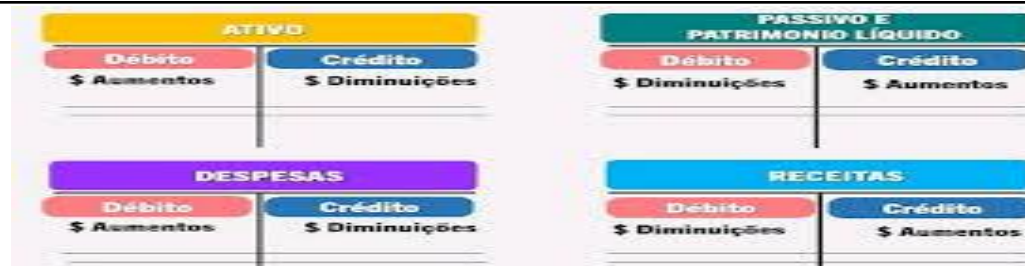 ATIVO
Débito Crédito
$ Aumentos $ Diminuições
PASSIVO E
PATRIMONIO LÍQUIDO
Débito Crédito
$ Diminuições $ Aumentos
DESPESAS
Débito Crédito
$ Aumentos $ Diminuições
RECEITAS
Débito Crédito
$ Diminuições $ Aumentos